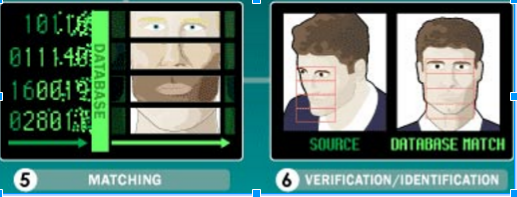 DATABASE
SOURCE
DATABASE MATCH
5 MATCHING
6 VERIFICATION/IDENTIFICATION